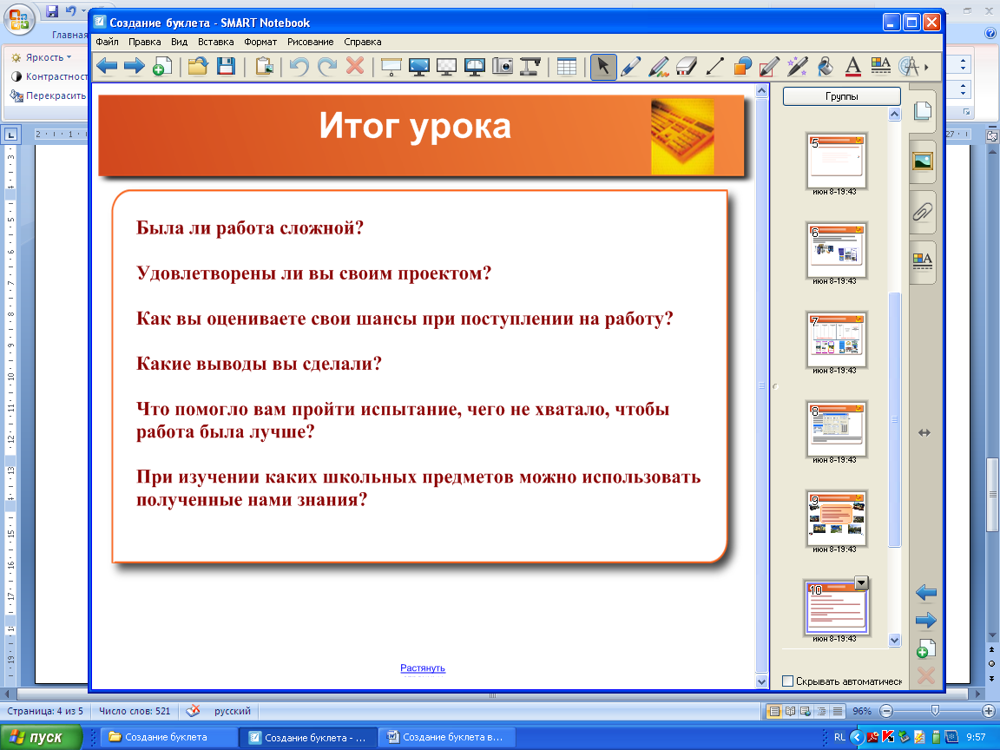 Главная
Яркость
Контрастност
Перекрасить
Создание буклета - SMART Notebook
Файл Правка Вид Вставка Формат Рисование Справка
Итог урока
Была ли работа сложной?
Удовлетворены ли вы своим проектом?
Как вы оцениваете свои шансы при поступлении на работу?
Какие выводы вы сделали?
Что помогло вам пройти испытание, чего не хватало, чтобы
работа была лучше?
При изучении каких школьных предметов можно использовать
полученные нами знания?
Растянуть
Группы
5
июн 8-19:43
6
июн 8-19:43
7
июн 8-19:43
8
июн 8-19:43
9
июн 8-19:43
10
июн 8-19:43
Скрывать автоматическ
Страница: 4 из 5 Число слов: 521 русский 96%
пуск Создание буклета Создание буклета - ... Создание буклета в... RL 9:57